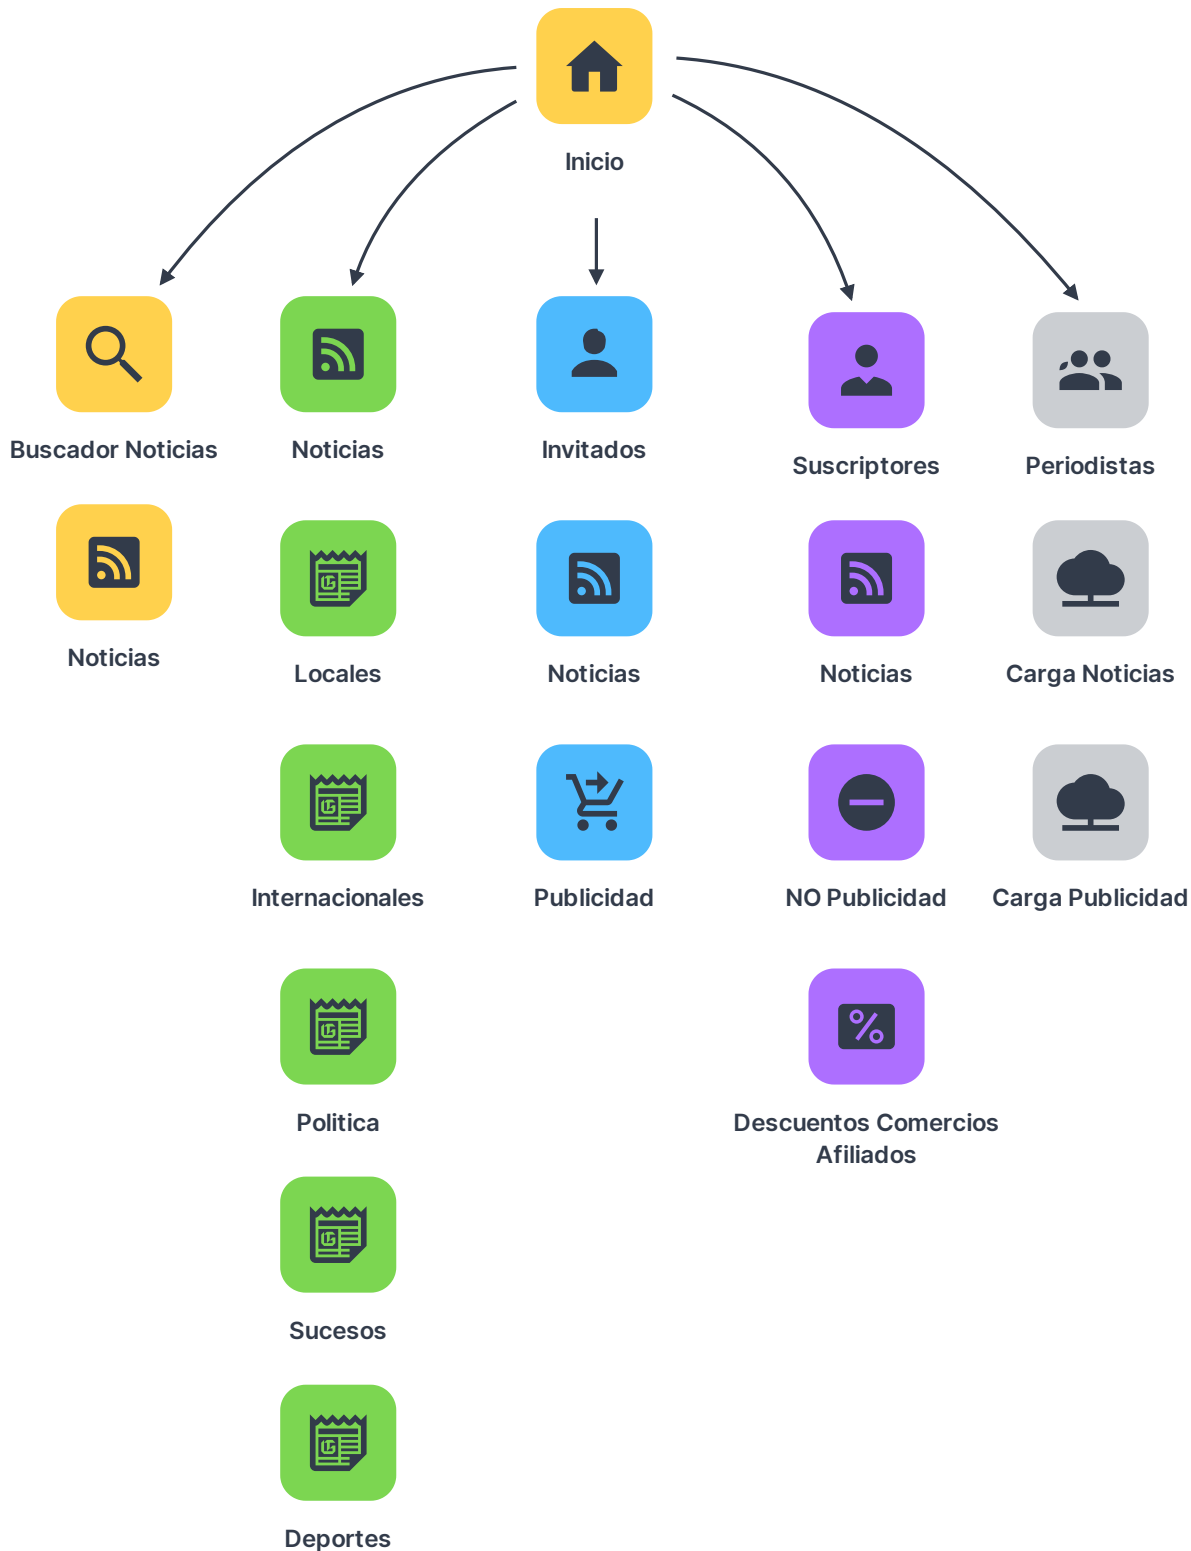 Inicio
Buscador Noticias
Noticias
Invitados
Suscriptores
Periodistas
Noticias
Locales
Noticias
Noticias
Carga Noticias
Internacionales
Publicidad
NO Publicidad
Carga Publicidad
Politica
Descuentos Comercios
Afiliados
Sucesos
Deportes